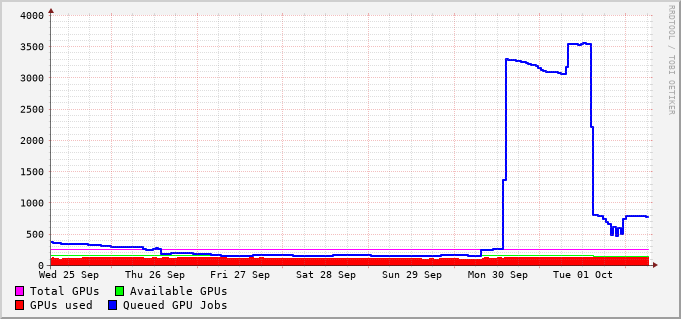 RRDTOOL / TOBI OETIKER
4000
3500
3000
2500
2000
1500
1000
500
0
Wed 25 Sep Thu 26 Sep Fri 27 Sep Sat 28 Sep Sun 29 Sep Mon 30 Sep Tue 01 Oct
Total GPUs Available GPUs
GPUs used Queued GPU Jobs